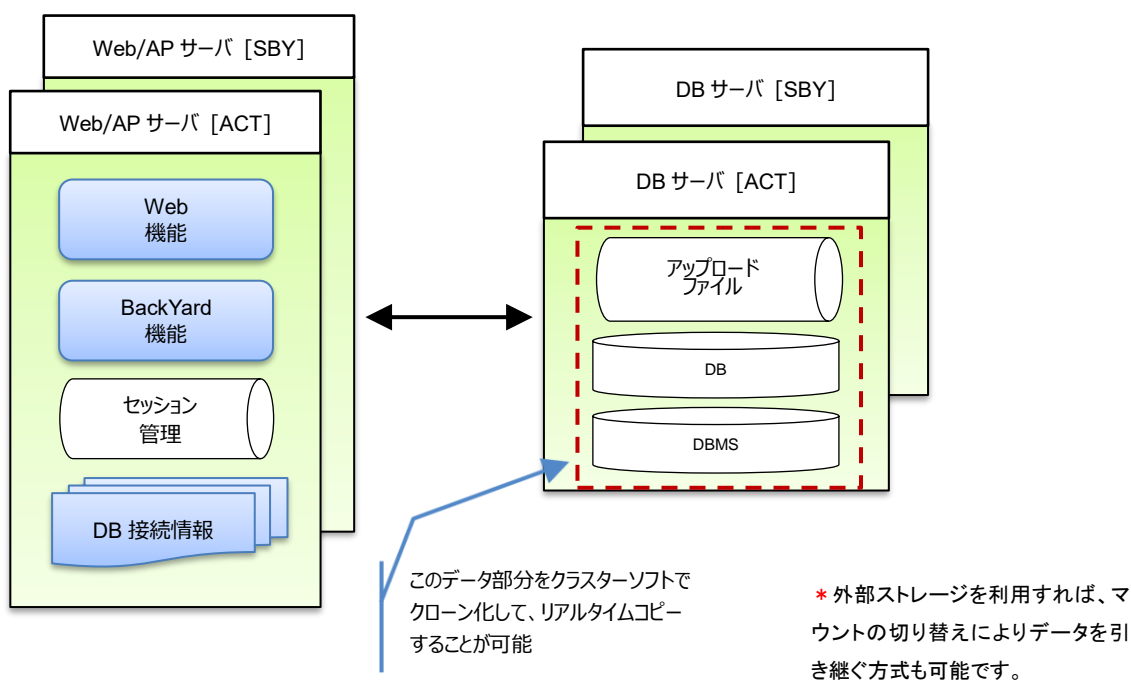 Web/AP サーバ [SBY]
Web/AP サーバ [ACT]
Web
機能
BackYard
機能
セッション
管理
DB 接続情報
DB サーバ [SBY]
DB サーバ [ACT]
アップロード
ファイル
DB
DBMS
このデータ部分をクラスターソフトで
クローン化して、リアルタイムコピー
することが可能
*外部ストレージを利用すれば、マ
ウントの切り替えによりデータを引
き継ぐ方式も可能です。